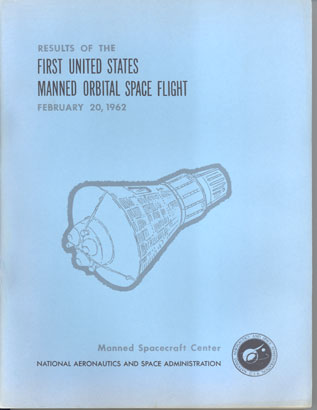 RESULTS OF THE
FIRST UNITED STATES
MANNED ORBITAL SPACE FLIGHT
FEBRUARY 20, 1962
Manned Spacecraft Center
NATIONAL AERONAUTICS AND SPACE ADMINISTRATION